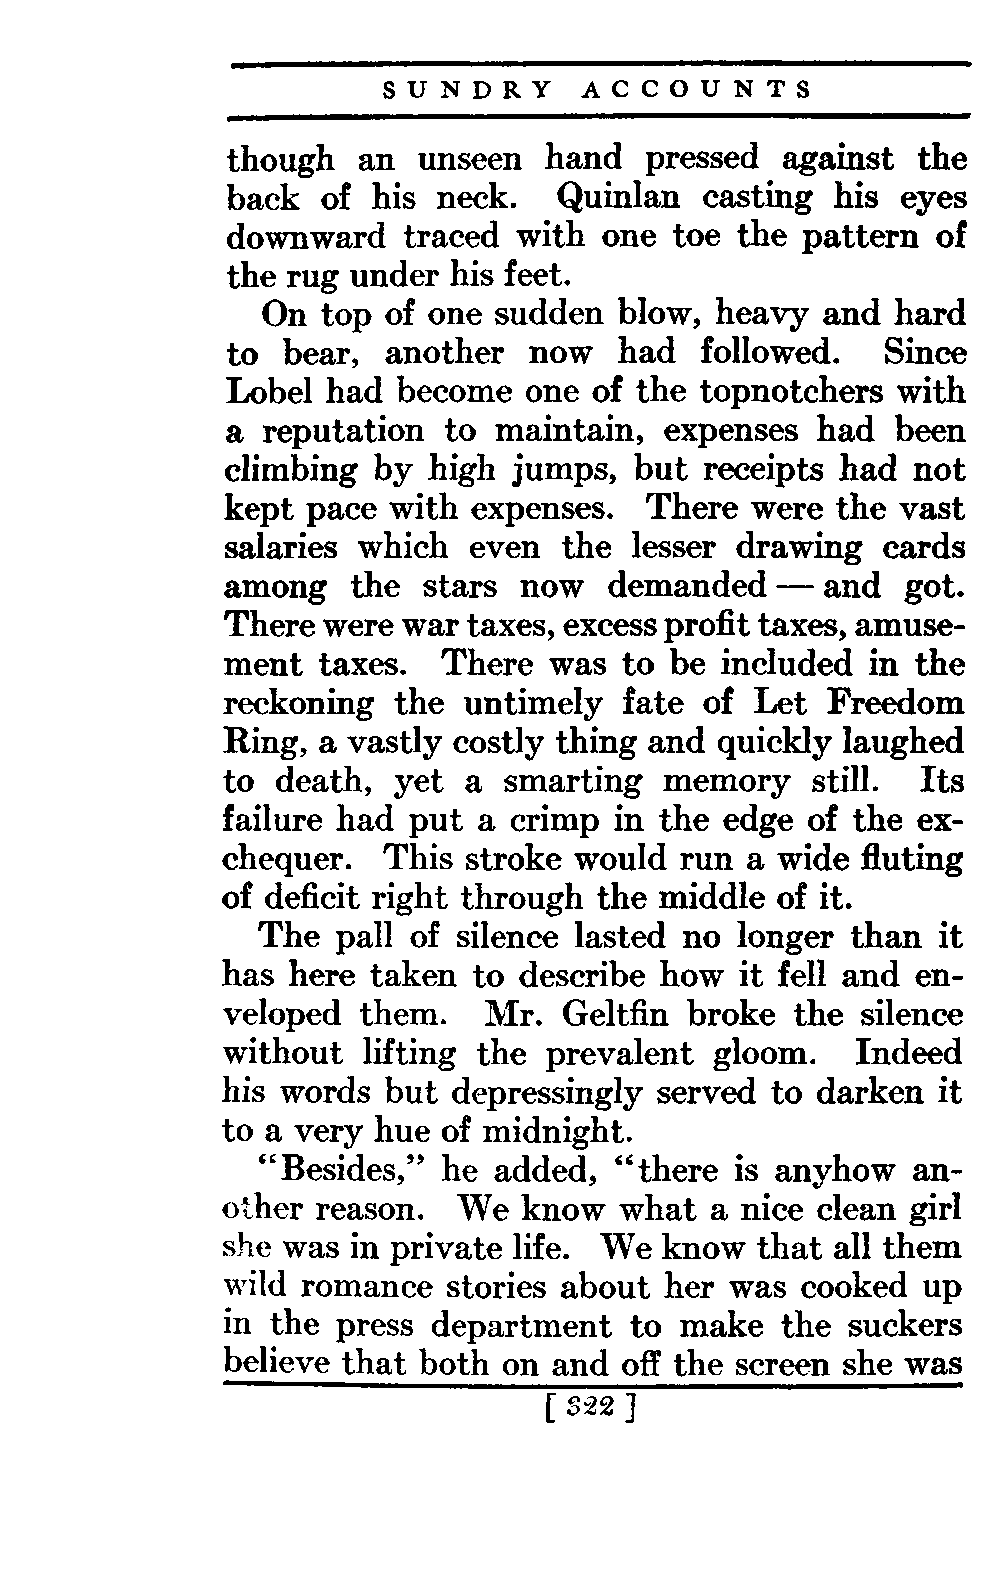 SUNDRY ACCOUNTS
though an unseen hand pressed against the
back of his neck. Quinlan casting his eyes
downward traced with one toe the pattern of
the rug under his feet.
On top of one sudden blow, heavy and hard
to bear, another now had followed. Since
Lobel had become one of the topnotchers with
a reputation to maintain, expenses had been
climbing by high jumps, but receipts had not
kept pace with expenses. There were the vast
salaries which even the lesser drawing cards
among the stars now demanded — and got.
There were war taxes, excess profit taxes, amuse-
ment taxes. There was to be included in the
reckoning the untimely fate of Let Freedom
Ring, a vastly costly thing and quickly laughed
to death, yet a smarting memory still. Its
failure had put a crimp in the edge of the ex-
chequer. This stroke would run a wide fluting
of deficit right through the middle of it.
The pall of silence lasted no longer than it
has here taken to describe how it fell and en-
veloped them. Mr. Geltfin broke the silence
without lifting the prevalent gloom. Indeed
his words but depressingly served to darken it
to a very hue of midnight.
“Besides,” he added, “there is anyhow an-
other reason. We know what a nice clean girl
she was in private life. We know that all them
wild romance stories about her was cooked up
in the press department to make the suckers
believe that both on and off the screen she was
[ 322 ]